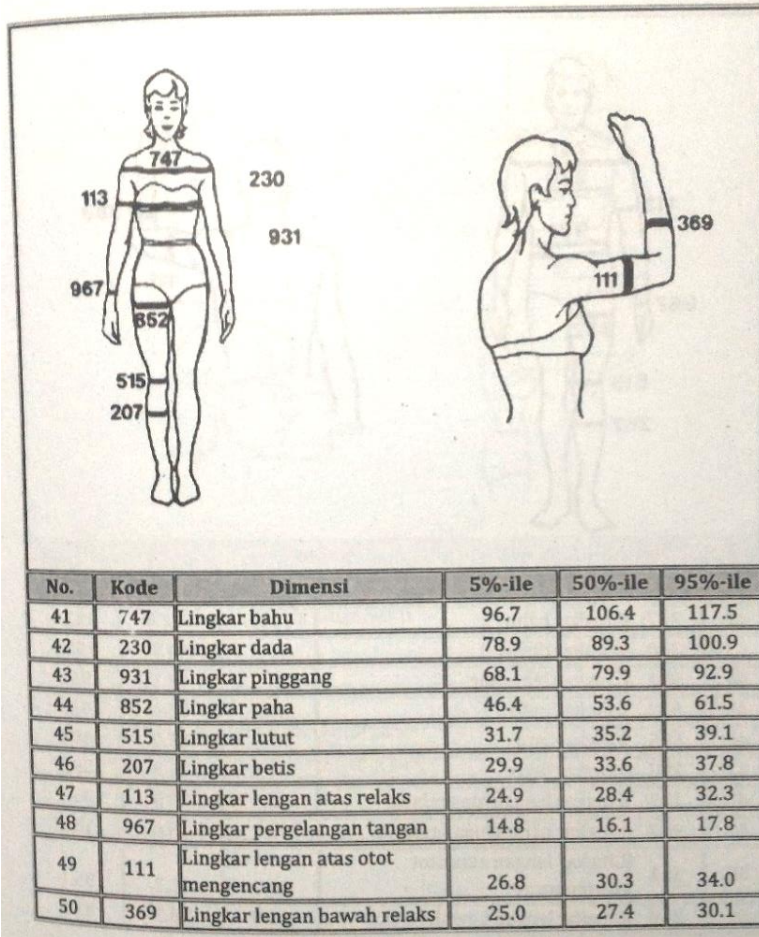 747
230
113
931
967
852
515
207
369
111
No. Kode Dimensi 5%-ile 50%-ile 95%-ile
41 747 Lingkar bahu 96.7 106.4 117.5
42 230 Lingkar dada 78.9 89.3 100.9
43 931 Lingkar pinggang 68.1 79.9 92.9
44 852 Lingkar paha 46.4 53.6 61.5
45 515 Lingkar lutut 31.7 35.2 39.1
46 207 Lingkar betis 29.9 33.6 37.8
47 113 Lingkar lengan atas relaks 24.9 28.4 32.3
48 967 Lingkar pergelangan tangan 14.8 16.1 17.8
49 111 Lingkar lengan atas otot
mengencang 26.8 30.3 34.0
50 369 Lingkar lengan bawah relaks 25.0 27.4 30.1